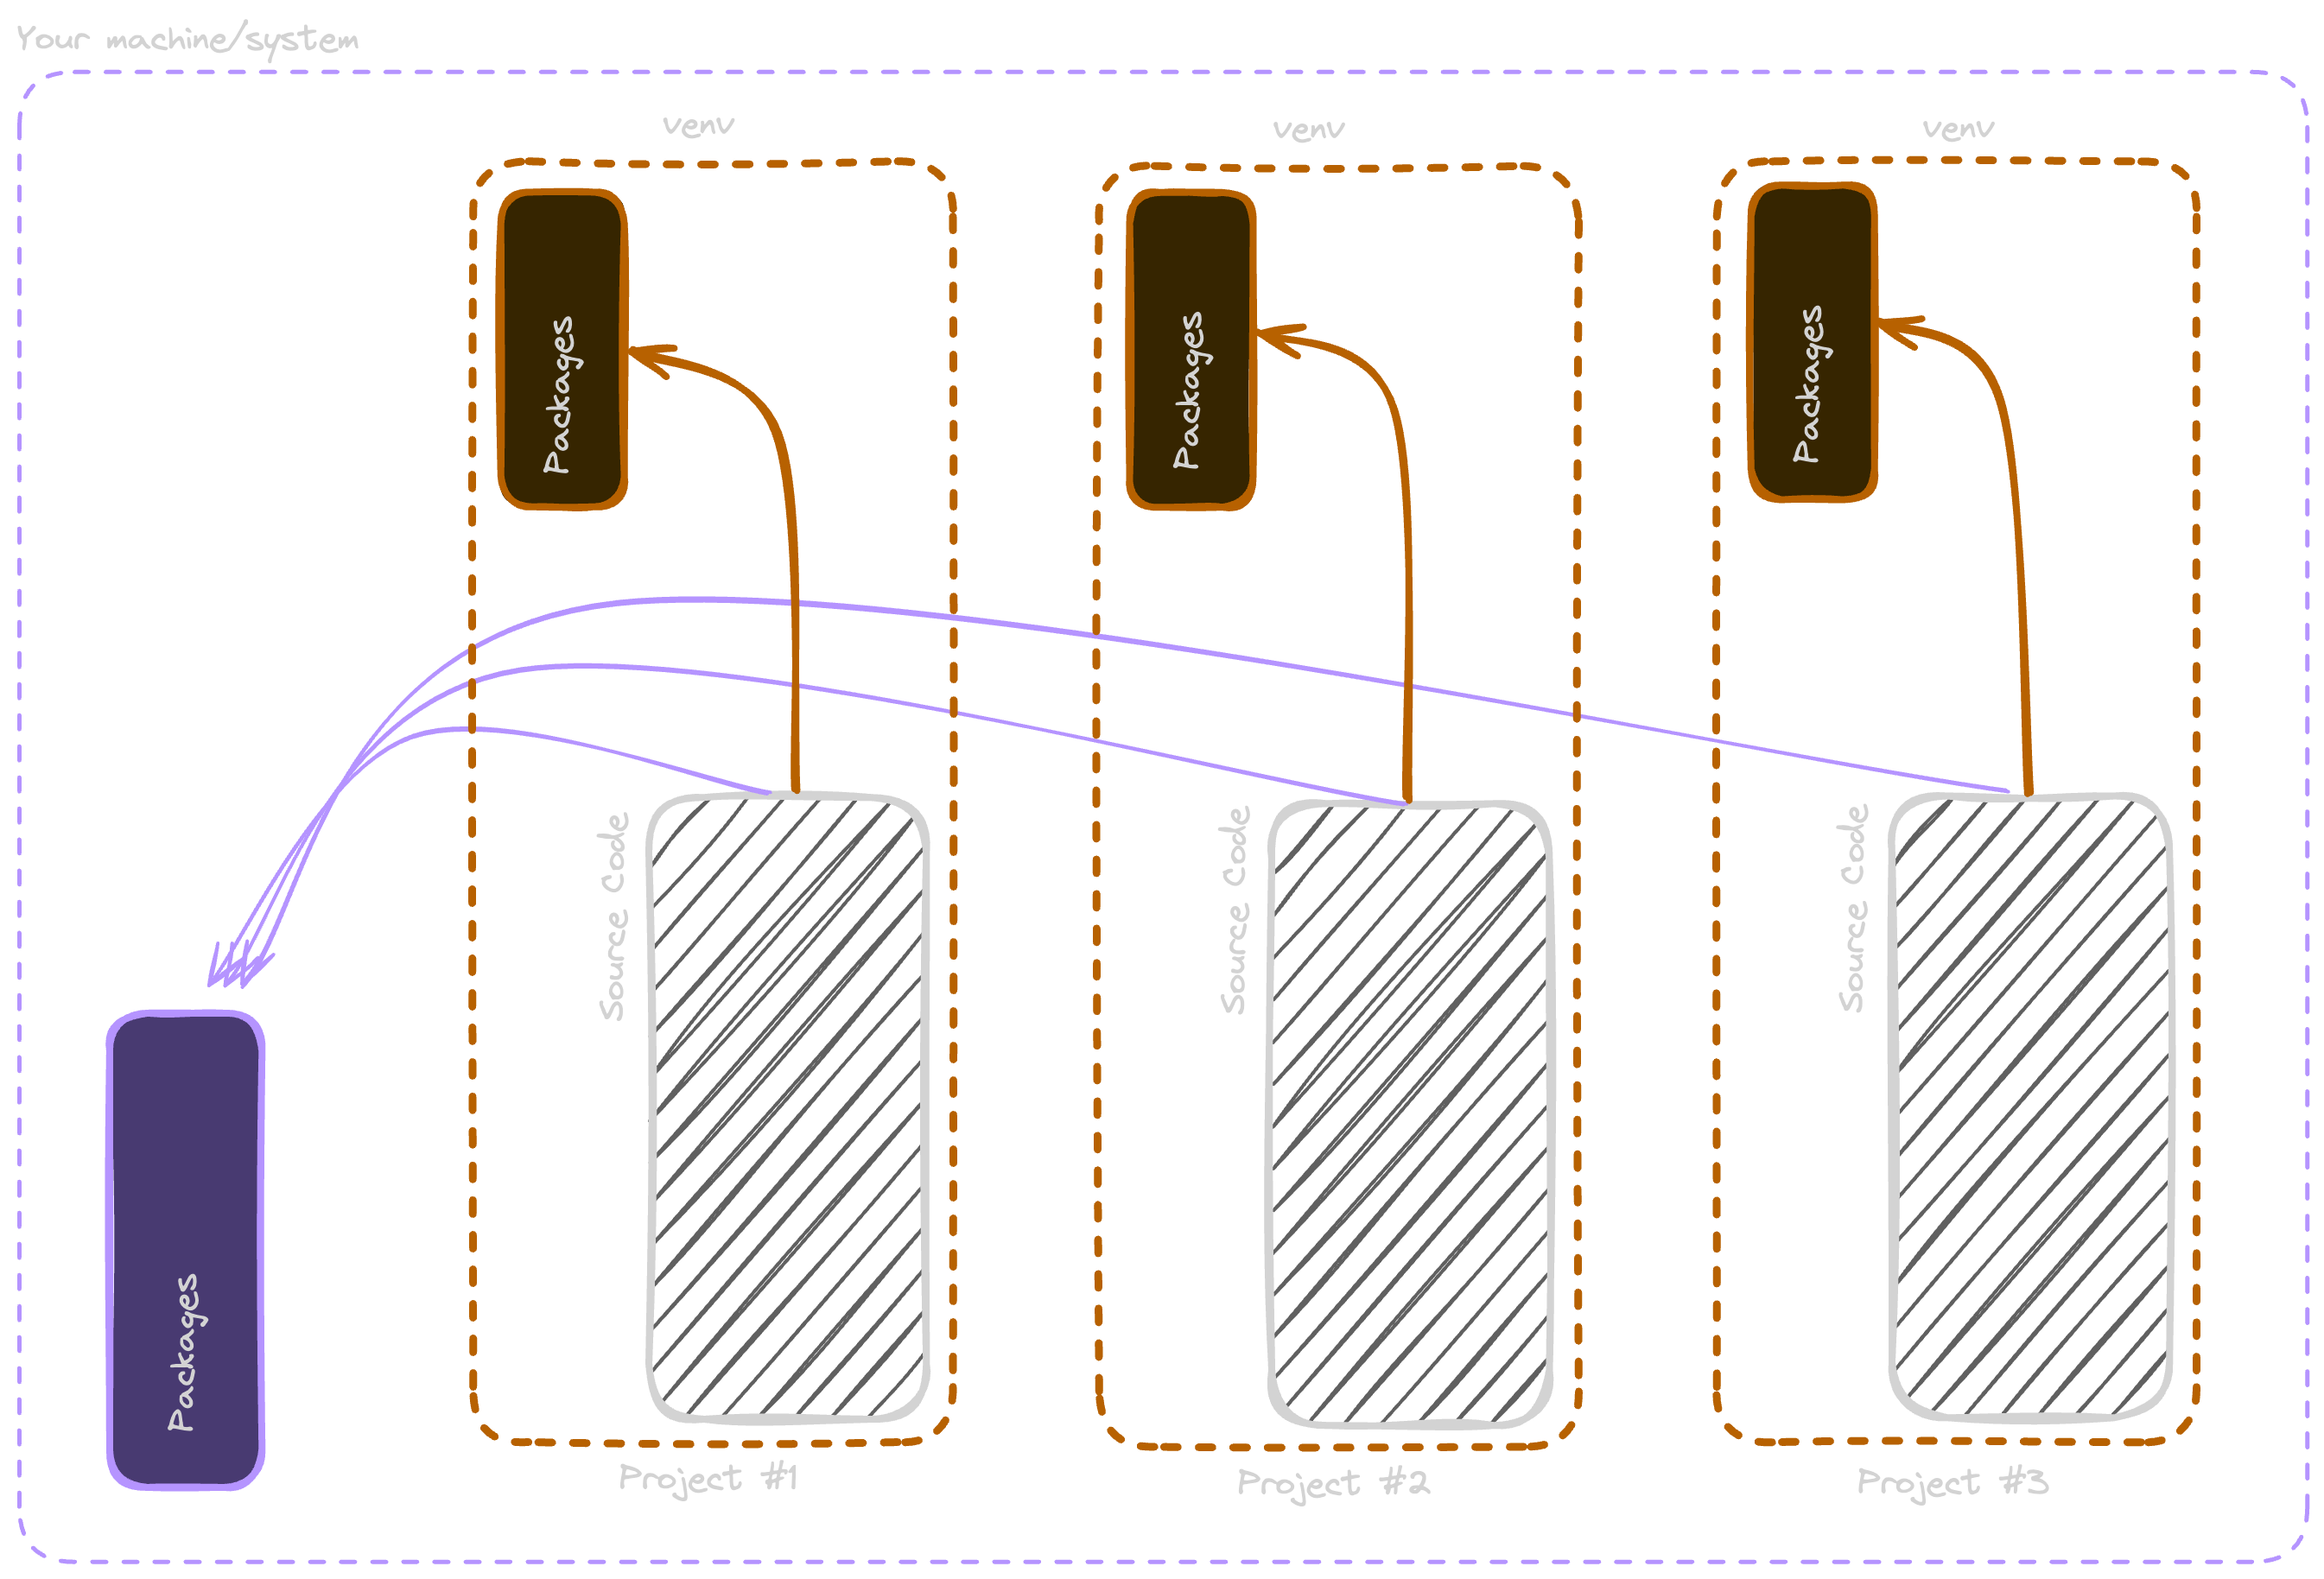 Your machine/system
venv
venv
venv
Packages
Packages
Packages
Source Code
Source Code
Source Code
Packages
Project #1
Project #2
Project #3